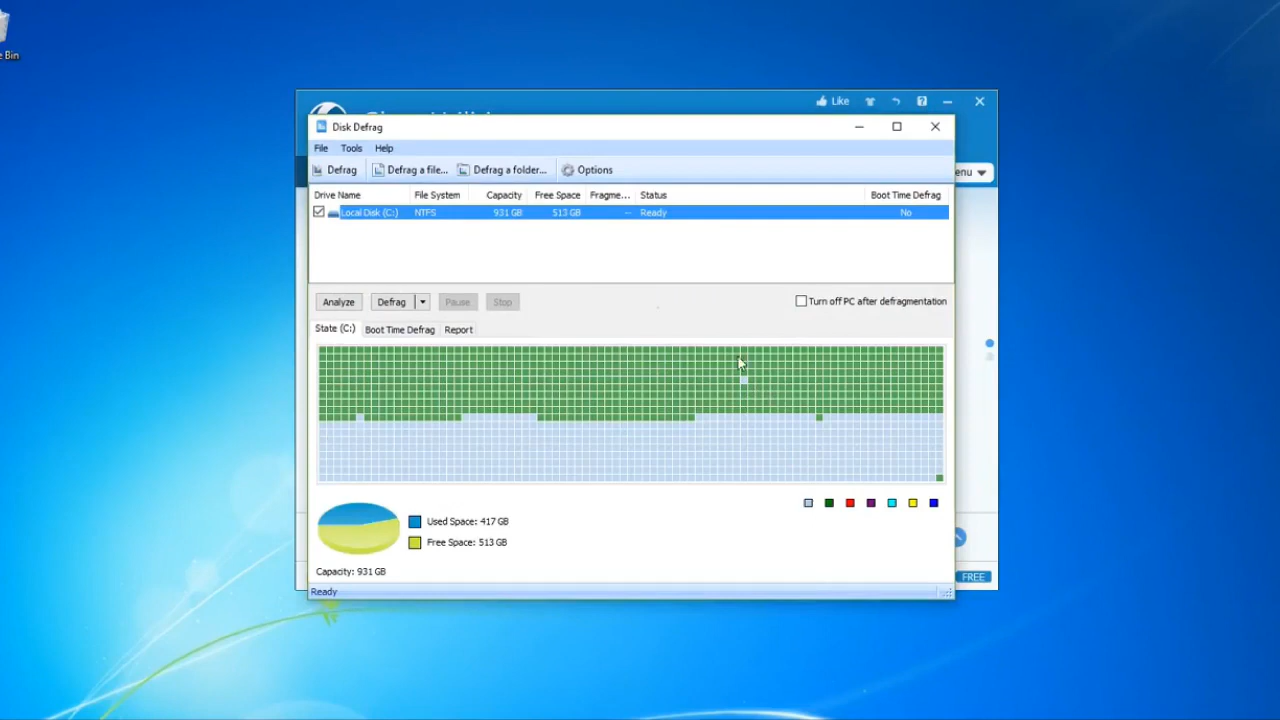 e Bin
Like
Disk Defrag
File Tools Help
enu
Defrag Defrag a file... Defrag a folder... Options
Drive Name File System Capacity Free Space Fragme... Status Boot Time Defrag
Local Disk (C:) NTFS 931 GB 513 GB -- Ready No
Analyze Defrag Pause Stop Turn off PC after defragmentation
State (C:) Boot Time Defrag Report
Used Space: 417 GB
Free Space: 513 GB
Capacity: 931 GB
FREE
Ready